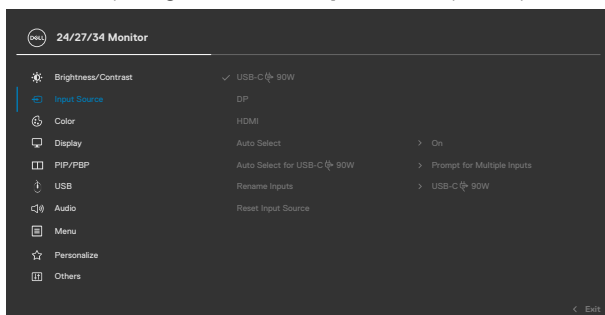 DELL 24/27/34 Monitor
Brightness/Contrast USB-C 90W
Input Source DP
Color HDMI
Display Auto Select On
PIP/PBP Auto Select for USB-C 90W Prompt for Multiple Inputs
USB Rename Inputs USB-C 90W
Audio Reset Input Source
Menu
Personalize
Others
Exit